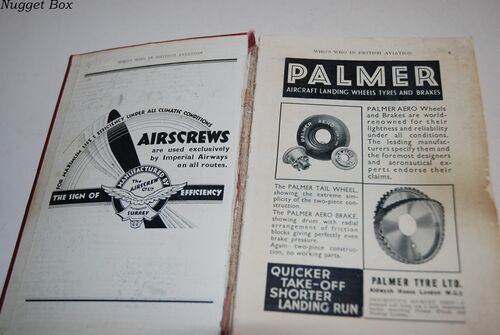 Nugget Box
WHO'S WHO IN BRITISH AVIATION
FOR MAXIMUM LIFE & EFFICIENCY UNDER ALL CLIMATIC CONDITIONS
AIRSCREWS
are used exclusively
by Imperial Airways
on all routes.
MANUFACTURED BY
THE
AIRSCREW
SURREY
THE SIGN OF EFFICIENCY
WHO'S WHO IN BRITISH AVIATION
PALMER
AIRCRAFT LANDING WHEELS TYRES AND BRAKES
PALMER AERO Wheels
and Brakes are world-
renowned for their
lightness and reliability
under all conditions.
The leading manufac-
turers specify them and
the foremost designers
and aeronautical ex-
perts endorse their
claims.
The PALMER TAIL WHEEL,
showing the extreme sim-
plicity of the two-piece con-
struction.
The PALMER AERO BRAKE,
showing drum with radial
arrangement of friction
blocks giving perfectly even
brake pressure.
Again two-piece construc-
tion, no working parts.
QUICKER
TAKE-OFF
SHORTER
LANDING RUN
PALMER TYRE LTD.
Aldwych House London W.C.2